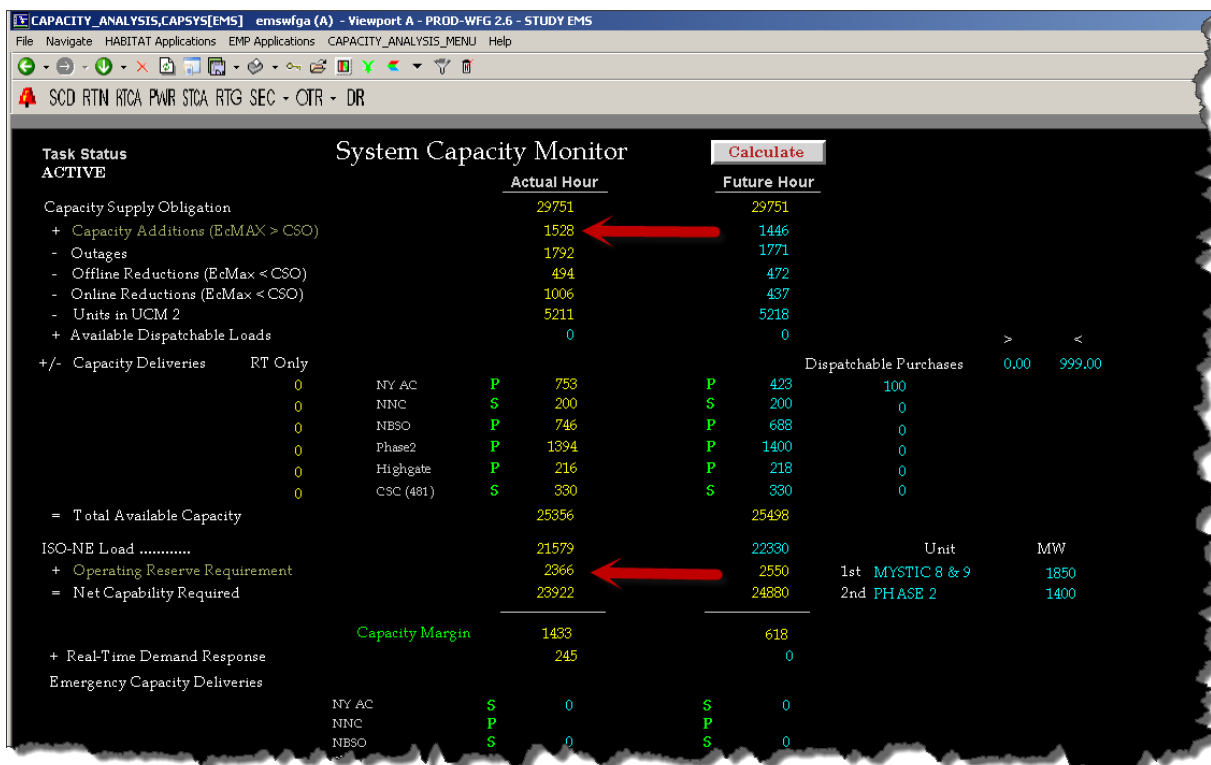 CAPACITY_ANALYSIS,CAPSYS[EMS] emswfga (A) - Viewport A - PROD-WFG 2.6 - STUDY EMS
File Navigate HABITAT Applications EMP Applications CAPACITY_ANALYSIS_MENU Help
SCD RTN RTCA PWR STCA RTG SEC - OTR - DR
Task Status System Capacity Monitor Calculate
ACTIVE
Actual Hour Future Hour
Capacity Supply Obligation 29751 29751
+ Capacity Additions (EcMAX > CSO) 1528 1446
- Outages 1792 1771
- Offline Reductions (EcMax < CSO) 494 472
- Online Reductions (EcMax < CSO) 1006 437
- Units in UCM 2 5211 5218
+ Available Dispatchable Loads 0 0
> <
+/- Capacity Deliveries RT Only Dispatchable Purchases 0.00 999.00
0 NY AC P 753 P 423 100
0 NNC S 200 S 200 0
0 NBSO P 746 P 688 0
0 Phase2 P 1394 P 1400 0
0 Highgate P 216 P 218 0
0 CSC (481) S 330 S 330 0
= Total Available Capacity 25356 25498
ISO-NE Load ............ 21579 22330 Unit MW
+ Operating Reserve Requirement 2366 2550 1st MYSTIC 8 & 9 1850
= Net Capability Required 23922 24880 2nd PHASE 2 1400
Capacity Margin 1433 618
+ Real-Time Demand Response 245 0
Emergency Capacity Deliveries
NY AC S 0 S 0
NNC P P
NBSO S 0 S 0